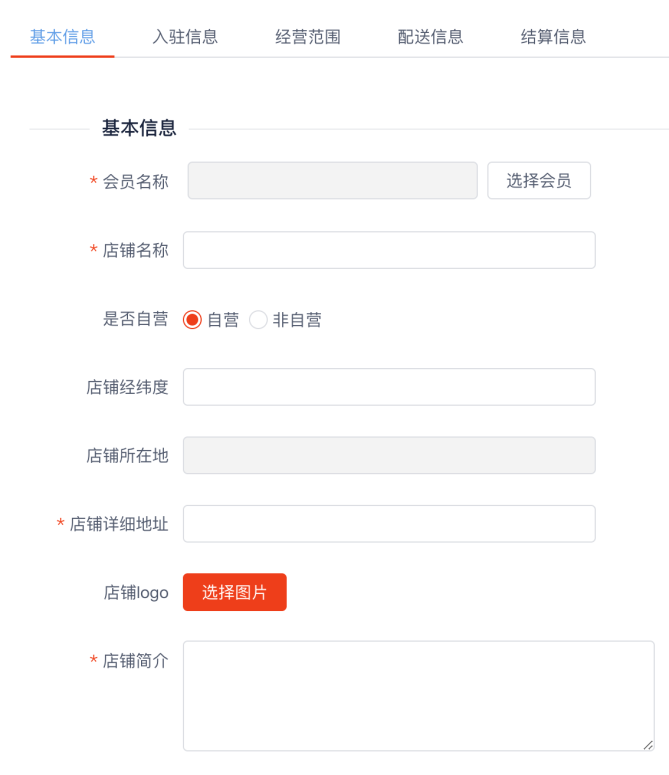 基本信息 入驻信息 经营范围 配送信息 结算信息
基本信息
* 会员名称 选择会员
* 店铺名称
是否自营 自营 非自营
店铺经纬度
店铺所在地
* 店铺详细地址
店铺logo 选择图片
* 店铺简介